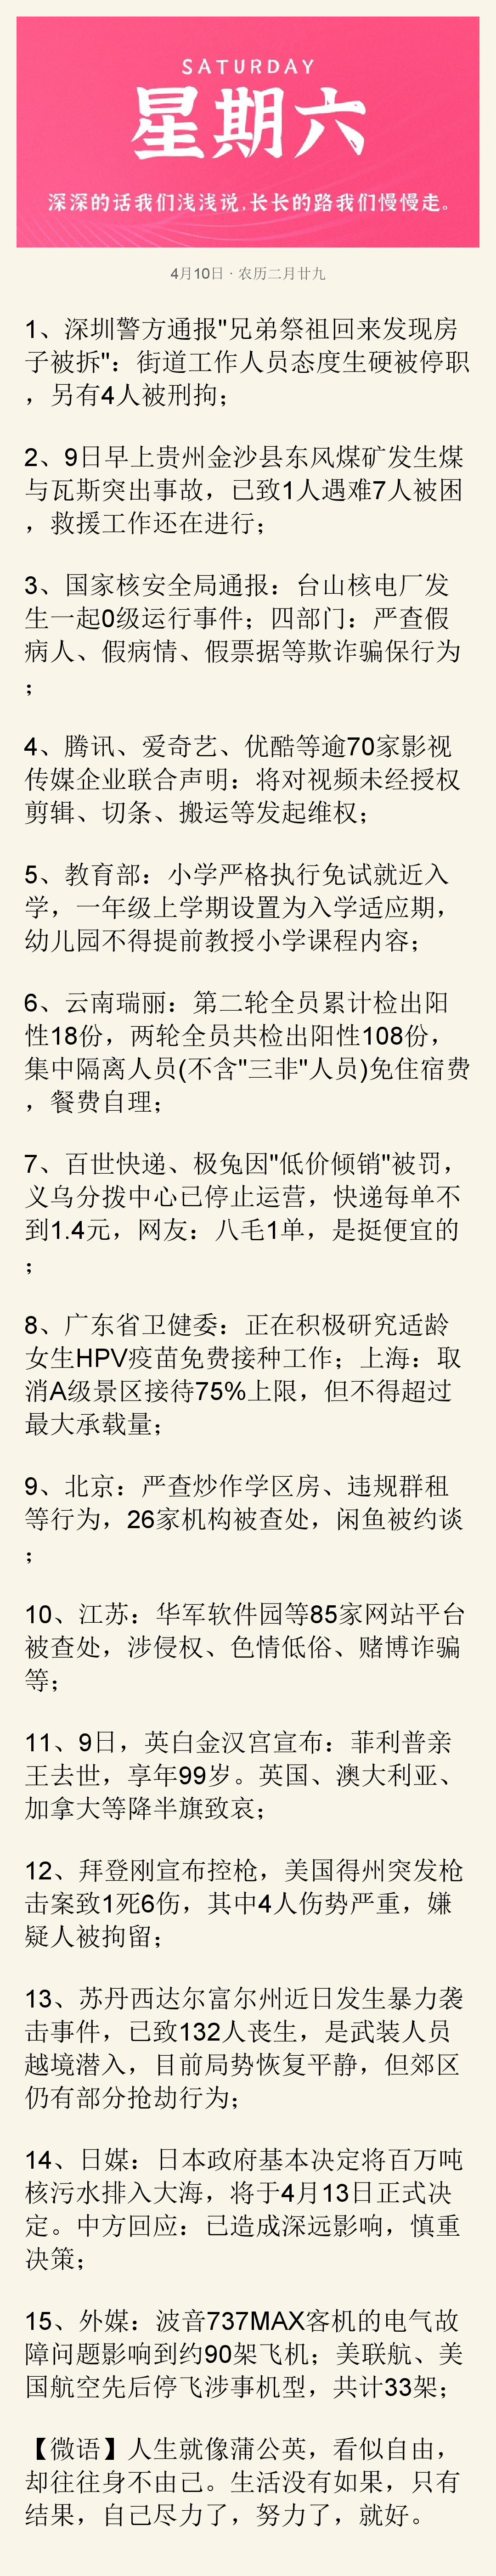 SATURDAY
星期六
深深的话我们浅浅说,长长的路我们慢慢走。
4月10日 · 农历二月廿九
1、深圳警方通报"兄弟祭祖回来发现房
子被拆"：街道工作人员态度生硬被停职
，另有4人被刑拘；
2、9日早上贵州金沙县东风煤矿发生煤
与瓦斯突出事故，已致1人遇难7人被困
，救援工作还在进行；
3、国家核安全局通报：台山核电厂发
生一起0级运行事件；四部门：严查假
病人、假病情、假票据等欺诈骗保行为
；
4、腾讯、爱奇艺、优酷等逾70家影视
传媒企业联合声明：将对视频未经授权
剪辑、切条、搬运等发起维权；
5、教育部：小学严格执行免试就近入
学，一年级上学期设置为入学适应期，
幼儿园不得提前教授小学课程内容；
6、云南瑞丽：第二轮全员累计检出阳
性18份，两轮全员共检出阳性108份，
集中隔离人员(不含"三非"人员)免住宿费
，餐费自理；
7、百世快递、极兔因"低价倾销"被罚，
义乌分拨中心已停止运营，快递每单不
到1.4元，网友：八毛1单，是挺便宜的
；
8、广东省卫健委：正在积极研究适龄
女生HPV疫苗免费接种工作；上海：取
消A级景区接待75%上限，但不得超过
最大承载量；
9、北京：严查炒作学区房、违规群租
等行为，26家机构被查处，闲鱼被约谈
；
10、江苏：华军软件园等85家网站平台
被查处，涉侵权、色情低俗、赌博诈骗
等；
11、9日，英白金汉宫宣布：菲利普亲
王去世，享年99岁。英国、澳大利亚、
加拿大等降半旗致哀；
12、拜登刚宣布控枪，美国得州突发枪
击案致1死6伤，其中4人伤势严重，嫌
疑人被拘留；
13、苏丹西达尔富尔州近日发生暴力袭
击事件，已致132人丧生，是武装人员
越境潜入，目前局势恢复平静，但郊区
仍有部分抢劫行为；
14、日媒：日本政府基本决定将百万吨
核污水排入大海，将于4月13日正式决
定。中方回应：已造成深远影响，慎重
决策；
15、外媒：波音737MAX客机的电气故
障问题影响到约90架飞机；美联航、美
国航空先后停飞涉事机型，共计33架；
【微语】人生就像蒲公英，看似自由，
却往往身不由己。生活没有如果，只有
结果，自己尽力了，努力了，就好。